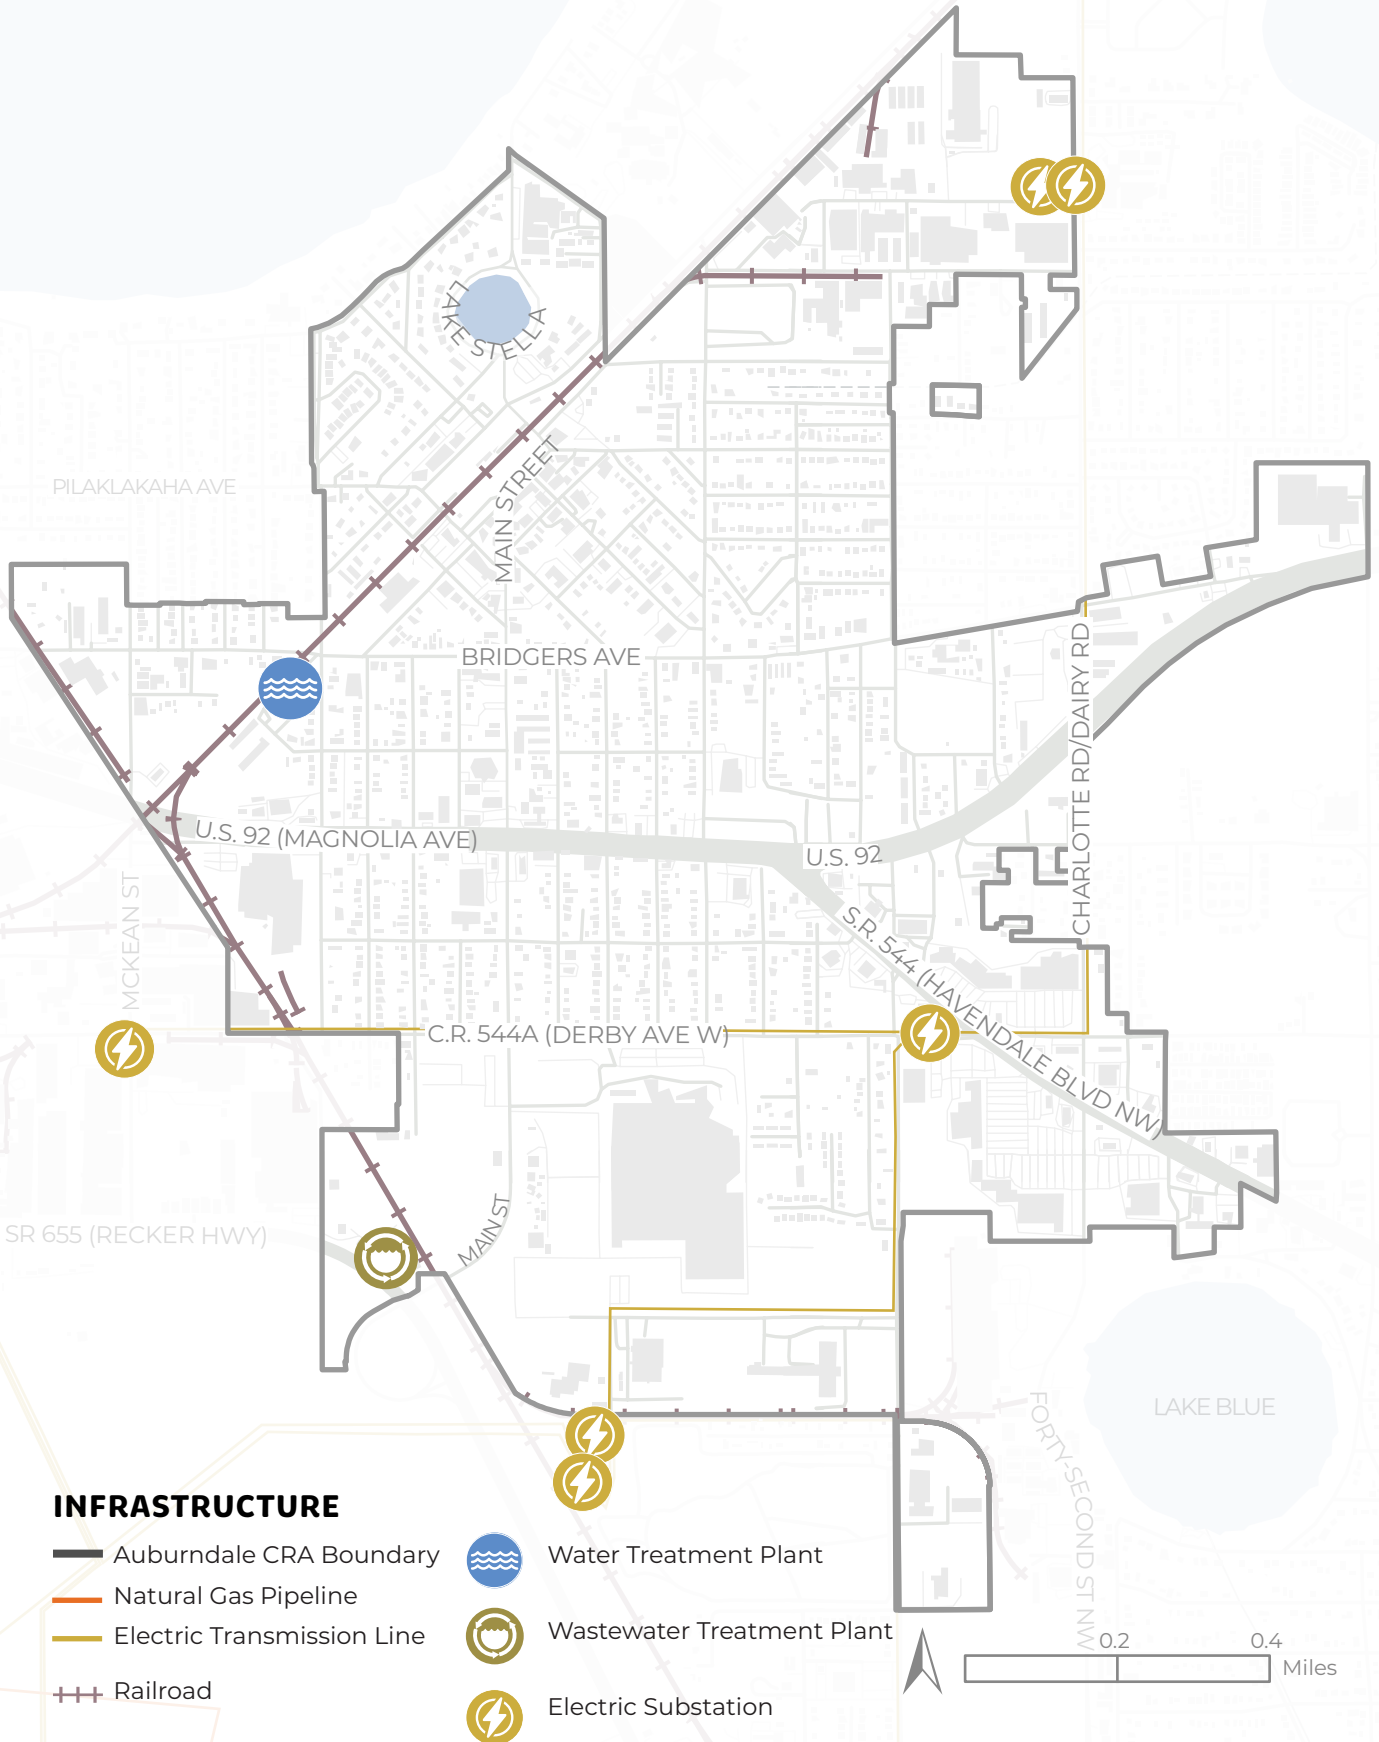 LAKE STELLA
PILAKLAKAHA AVE
MAIN STREET
BRIDGERS AVE
CHARLOTTE RD/DAIRY RD
U.S. 92 (MAGNOLIA AVE)
U.S. 92
MCKEAN ST
S.R. 544 (HAVENDALE BLVD NW)
C.R. 544A (DERBY AVE W)
MAIN ST
SR 655 (RECKER HWY)
FORTY-SECOND ST NW
LAKE BLUE
INFRASTRUCTURE
Auburndale CRA Boundary
Natural Gas Pipeline
Electric Transmission Line
Railroad
Water Treatment Plant
Wastewater Treatment Plant
Electric Substation
0.2 0.4
Miles